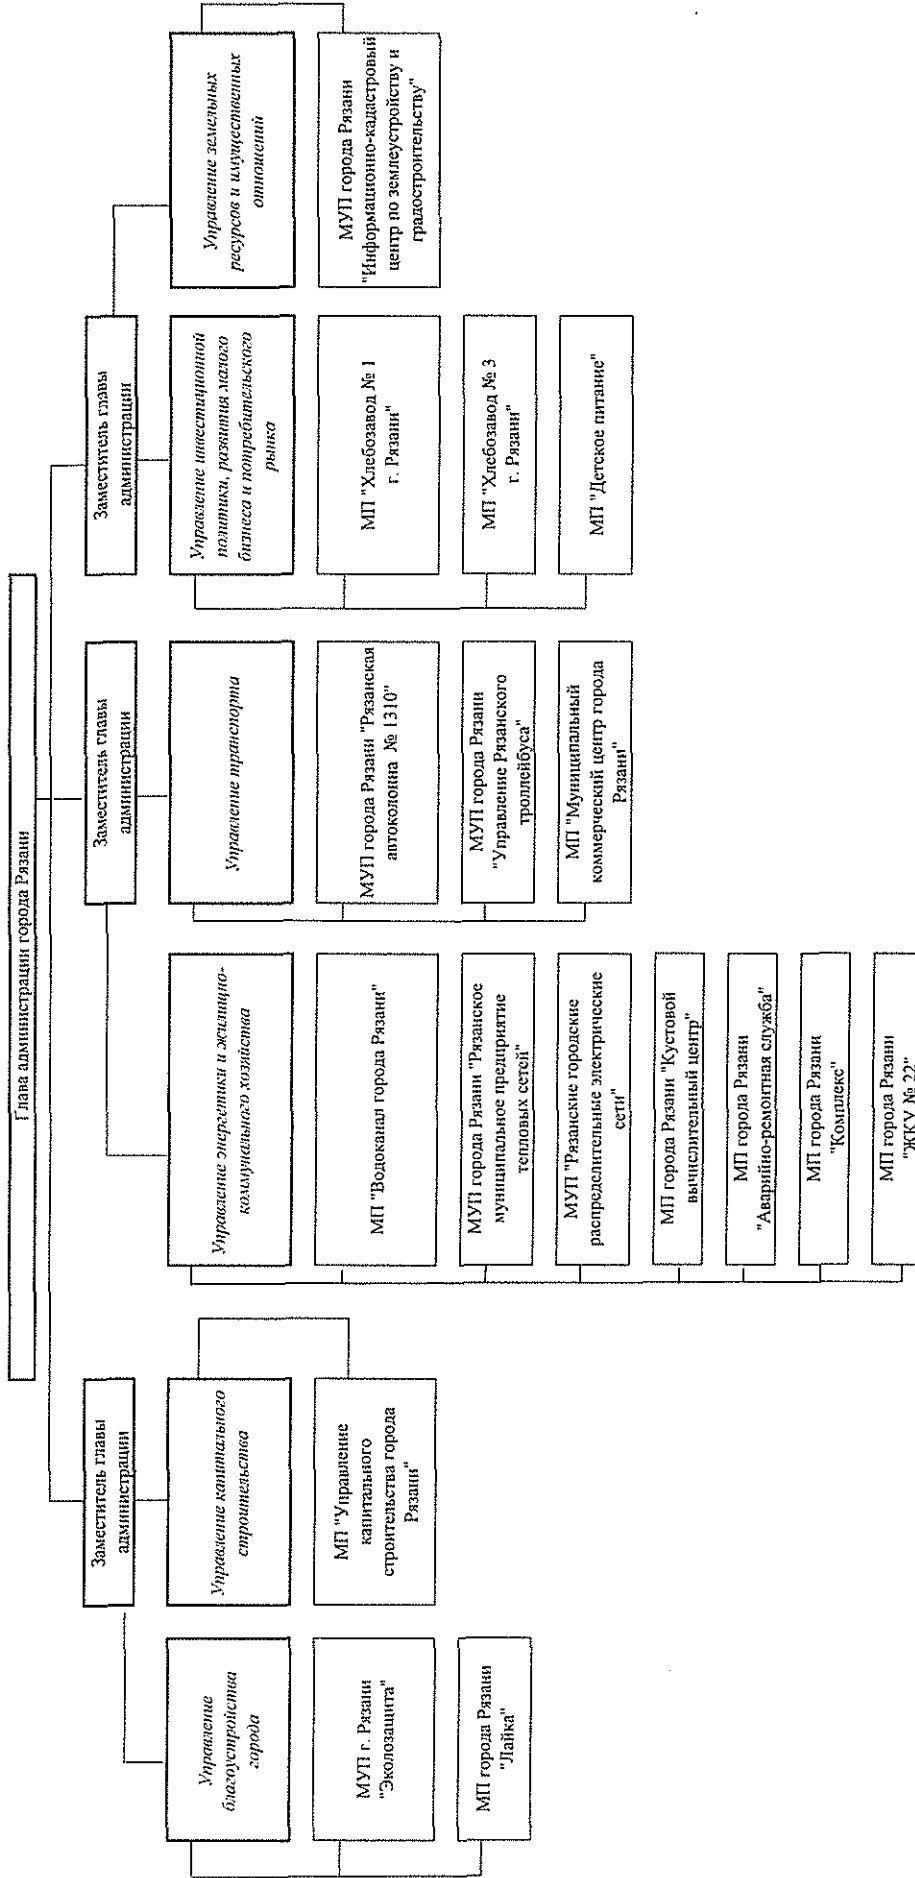 Глава администрации города Рязани
Заместитель главы
администрации
Заместитель главы
администрации
Заместитель главы
администрации
Управление
благоустройства
города
Управление капитального
строительства
Управление энергетики и жилищно-
коммунального хозяйства
Управление транспорта
Управление инвестиционной
политики, развития малого
бизнеса и потребительского
рынка
Управление земельных
ресурсов и имущественных
отношений
МУП г. Рязани
"Эколозащита"
МП города Рязани
"Лайка"
МП "Управление
капитального
строительства города
Рязани"
МП "Водоканал города Рязани"
МУП города Рязани "Рязанское
муниципальное предприятие
тепловых сетей"
МУП "Рязанские городские
распределительные электрические
сети"
МП города Рязани "Кустовой
вычислительный центр"
МП города Рязани
"Аварийно-ремонтная служба"
МП города Рязани
"Комплекс"
МП города Рязани
"ЖКУ № 22"
МУП города Рязани "Рязанская
автоколонна № 1310"
МУП города Рязани
"Управление Рязанского
троллейбуса"
МП "Муниципальный
коммерческий центр города
Рязани"
МП "Хлебозавод № 1
г. Рязани"
МП "Хлебозавод № 3
г. Рязани"
МП "Детское питание"
МУП города Рязани
"Информационно-кадастровый
центр по землеустройству и
градостроительству"